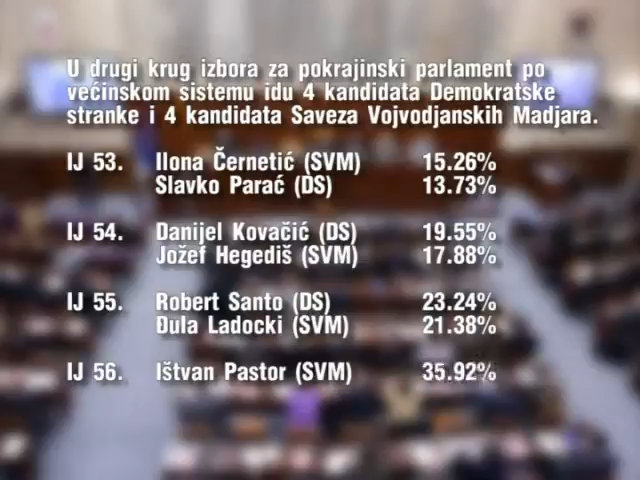 U drugi krug izbora za pokrajinski parlament po
većinskom sistemu idu 4 kandidata Demokratske
stranke i 4 kandidata Saveza Vojvodjanskih Madjara.
IJ 53. Ilona Černetić (SVM) 15.26%
Slavko Parać (DS) 13.73%
IJ 54. Danijel Kovačić (DS) 19.55%
Jožef Hegediš (SVM) 17.88%
IJ 55. Robert Santo (DS) 23.24%
Đula Ladocki (SVM) 21.38%
IJ 56. Ištvan Pastor (SVM) 35.92%